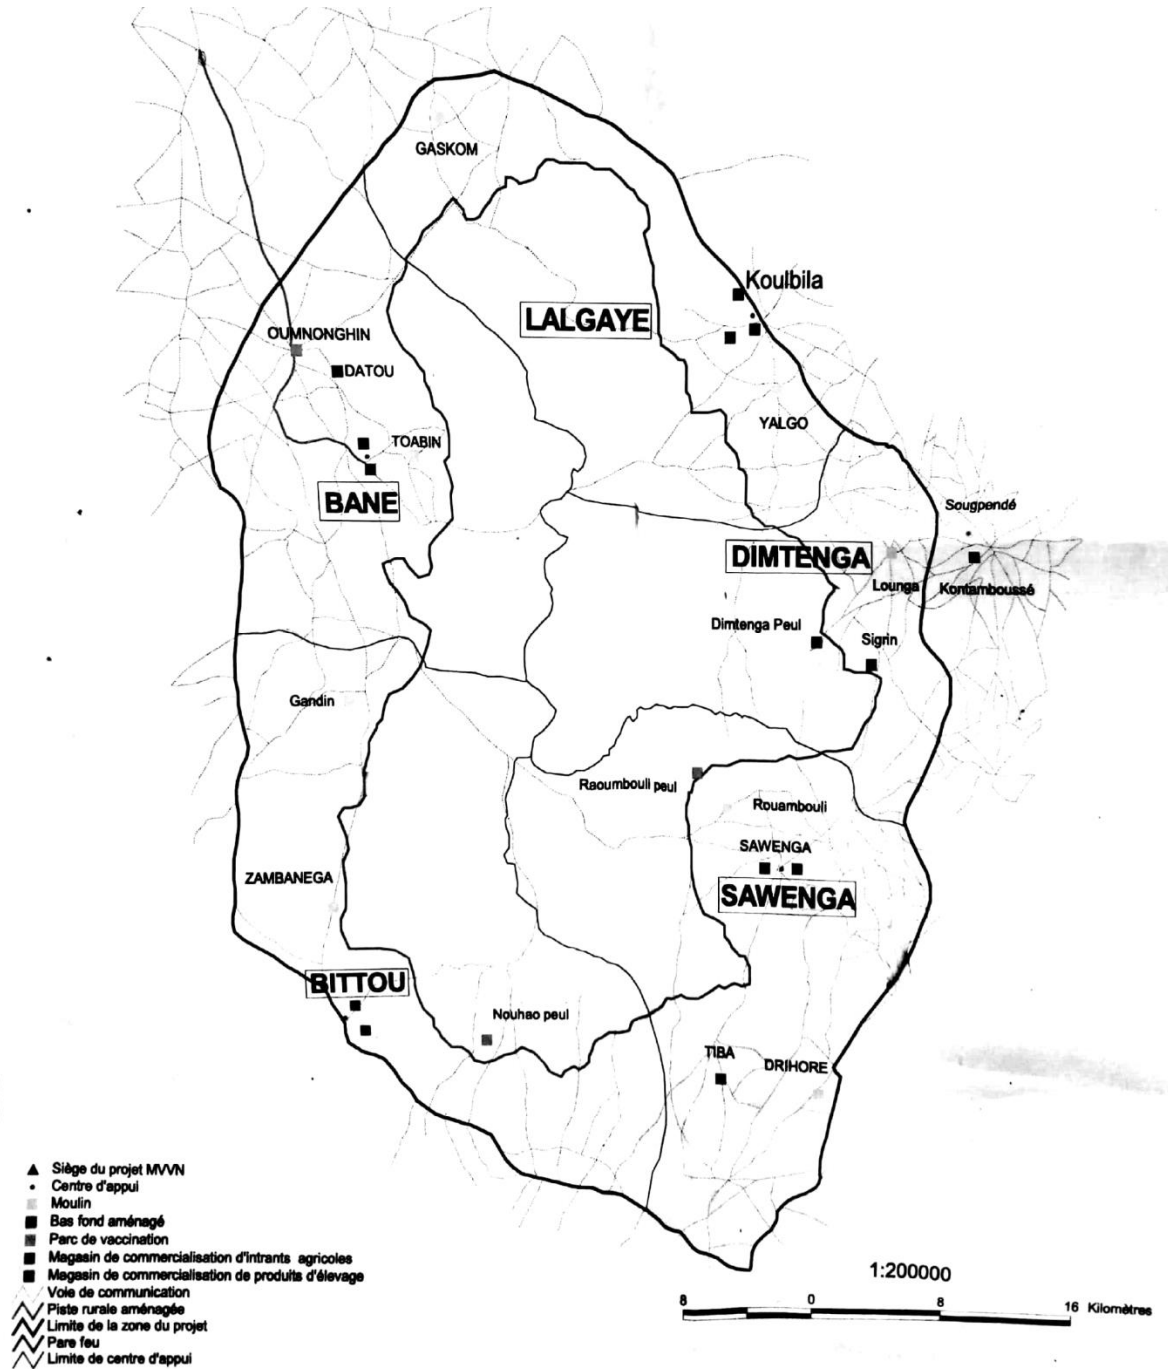 GASKOM
Koulbila
LALGAYE
OUMNONGHIN
DATOU
YALGO
TOABIN
BANE
Sougpendé
DIMTENGA
Lounga
Kontamboussé
Dimtenga Peul
Sigrin
Gandin
Raoumbouli peul
Rouambouli
SAWENGA
ZAMBANEGA
SAWENGA
BITTOU
Nouhao peul
TIBA
DRIHORE
Siège du projet MVVN
Centre d'appui
Moulin
Bas fond aménagé
Parc de vaccination
Magasin de commercialisation d'intrants agricoles
Magasin de commercialisation de produits d'élevage
Voie de communication
Piste rurale aménagée
Limite de la zone du projet
Pare feu
Limite de centre d'appui
1:200000
8 0 8 16 Kilomètres